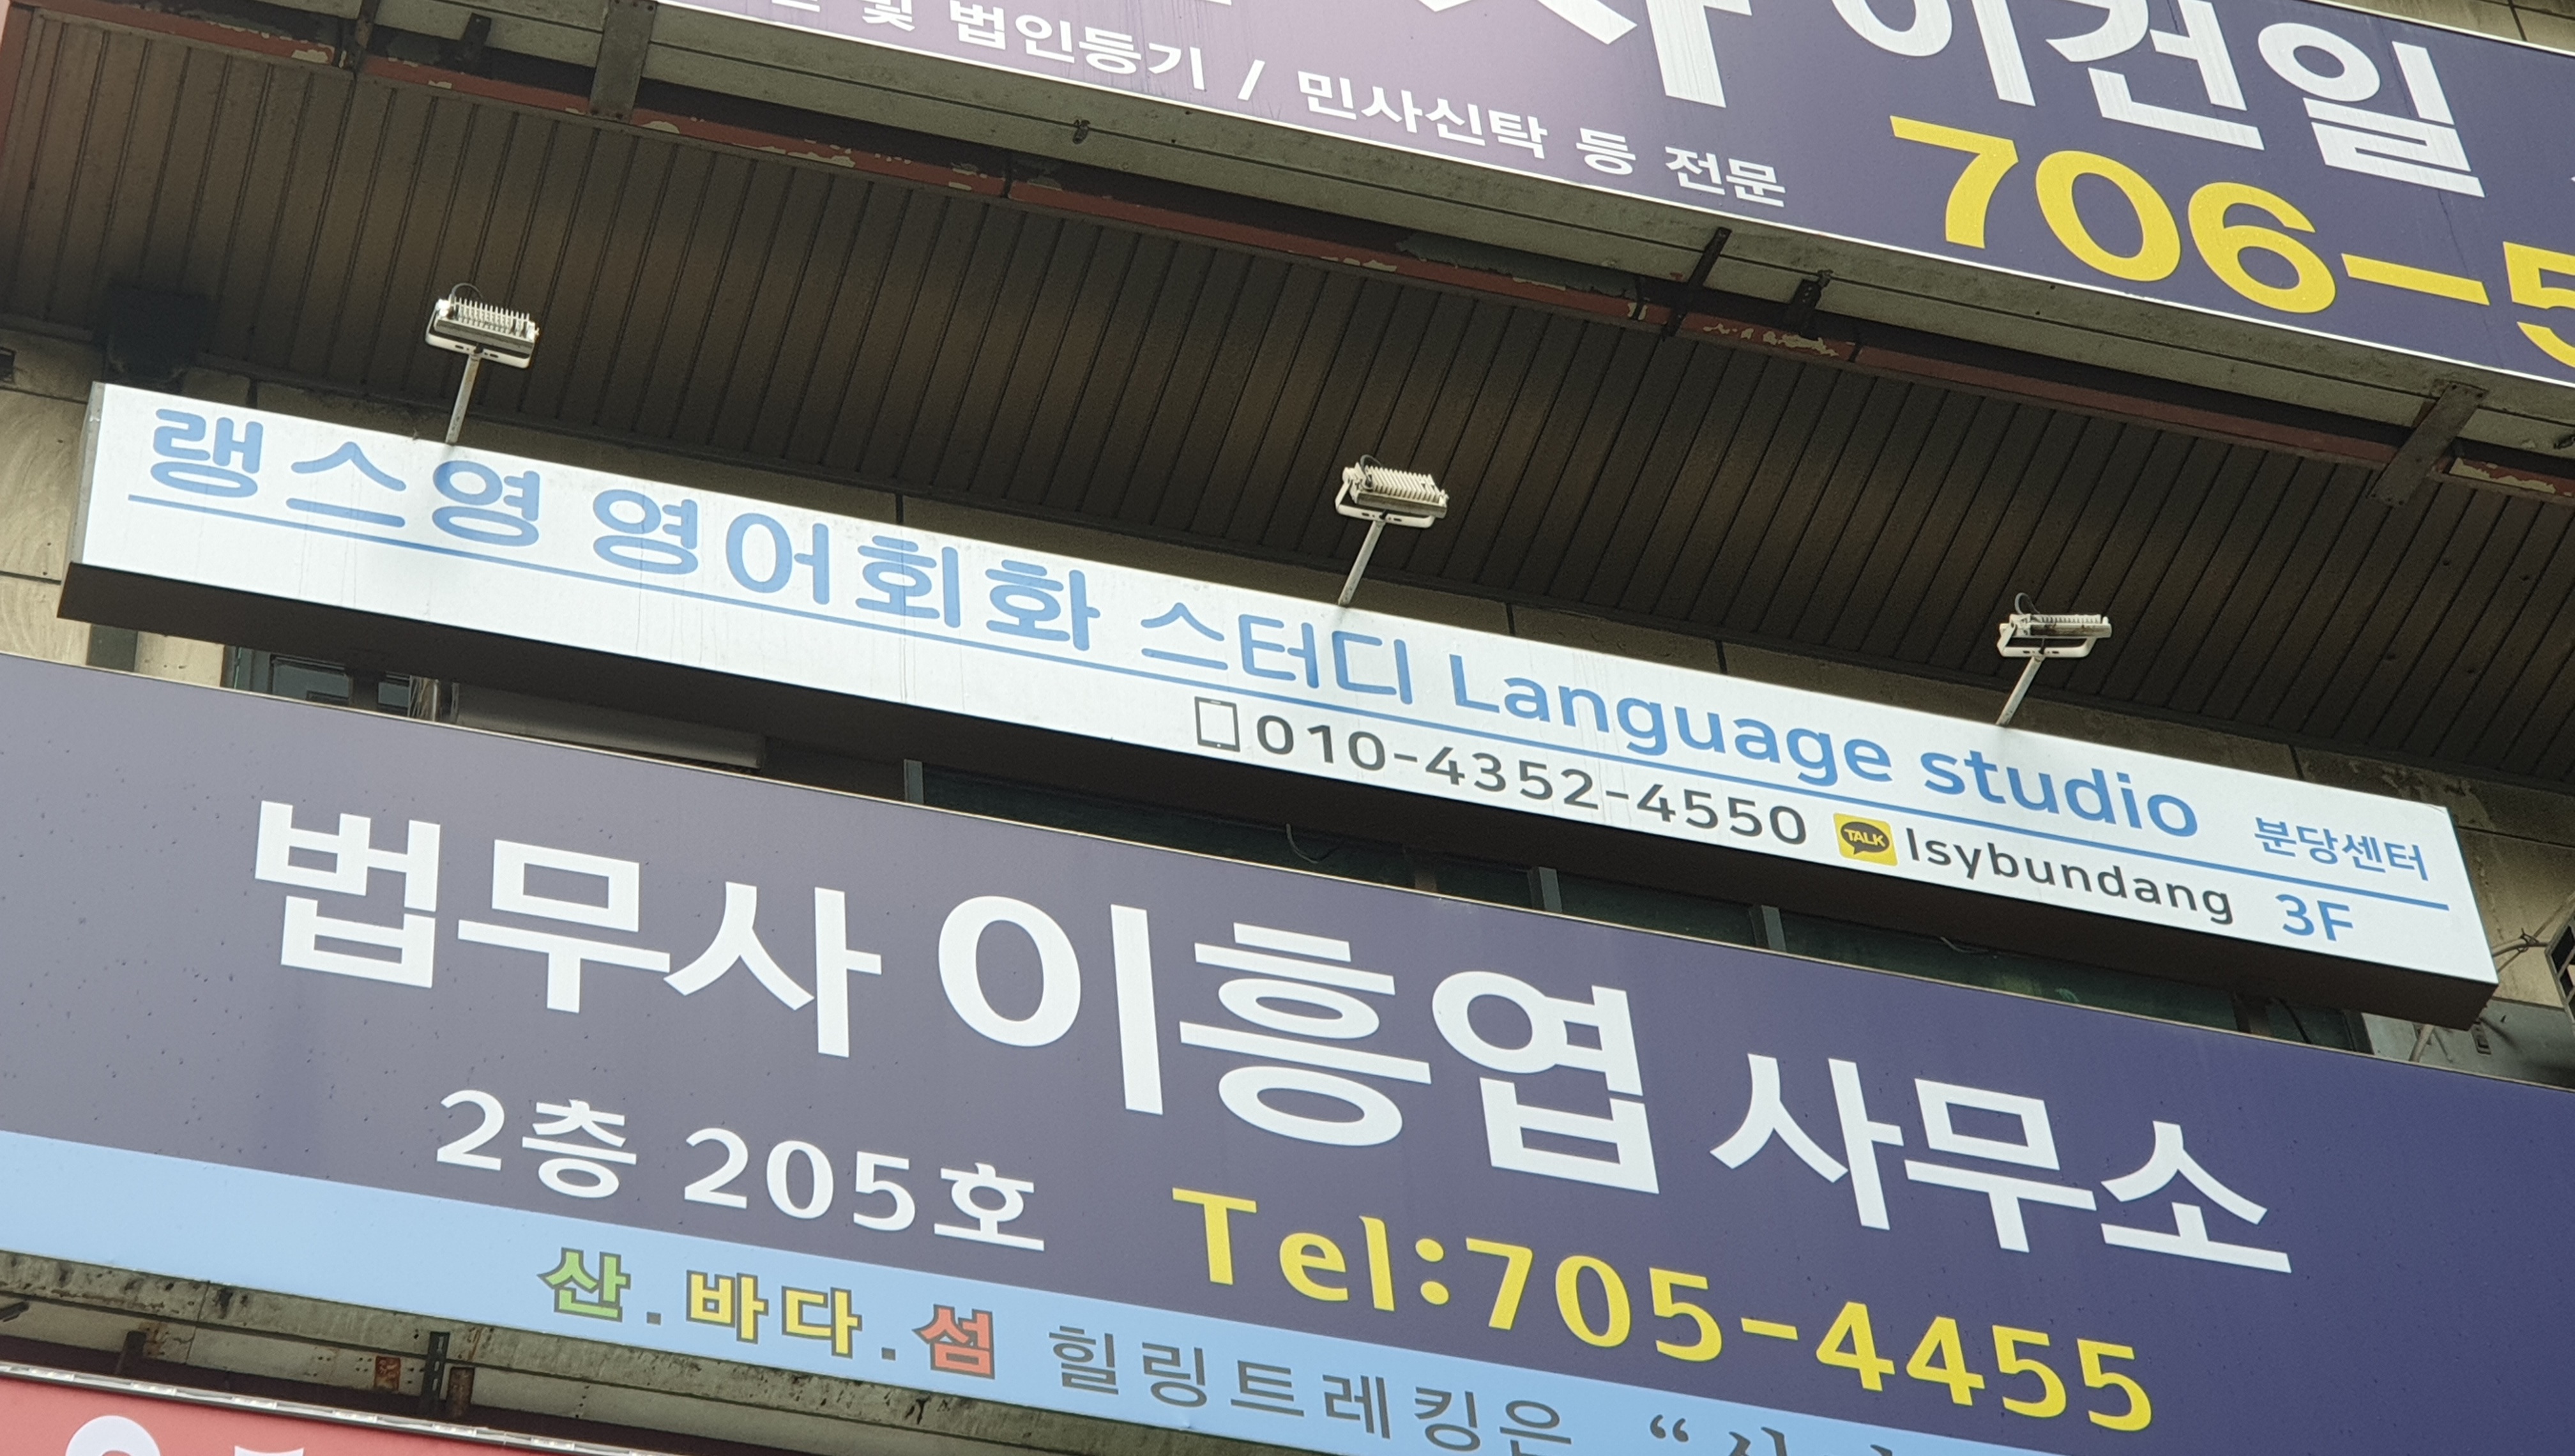 및 법인등기 / 민사신탁 등 전문
이건일
706-5
랭스영 영어회화 스터디 Language studio 분당센터
010-4352-4550 TALK lsybundang 3F
법무사 이흥엽 사무소
2층 205호 Tel:705-4455
산.바다.섬 힐링트레킹은 “